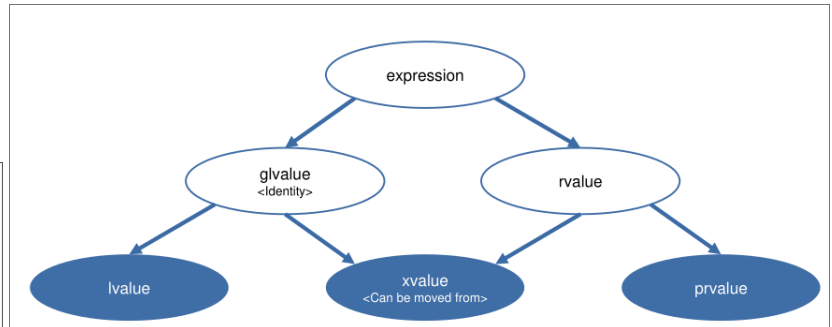 expression
glvalue
<Identity>
rvalue
lvalue
xvalue
<Can be moved from>
prvalue